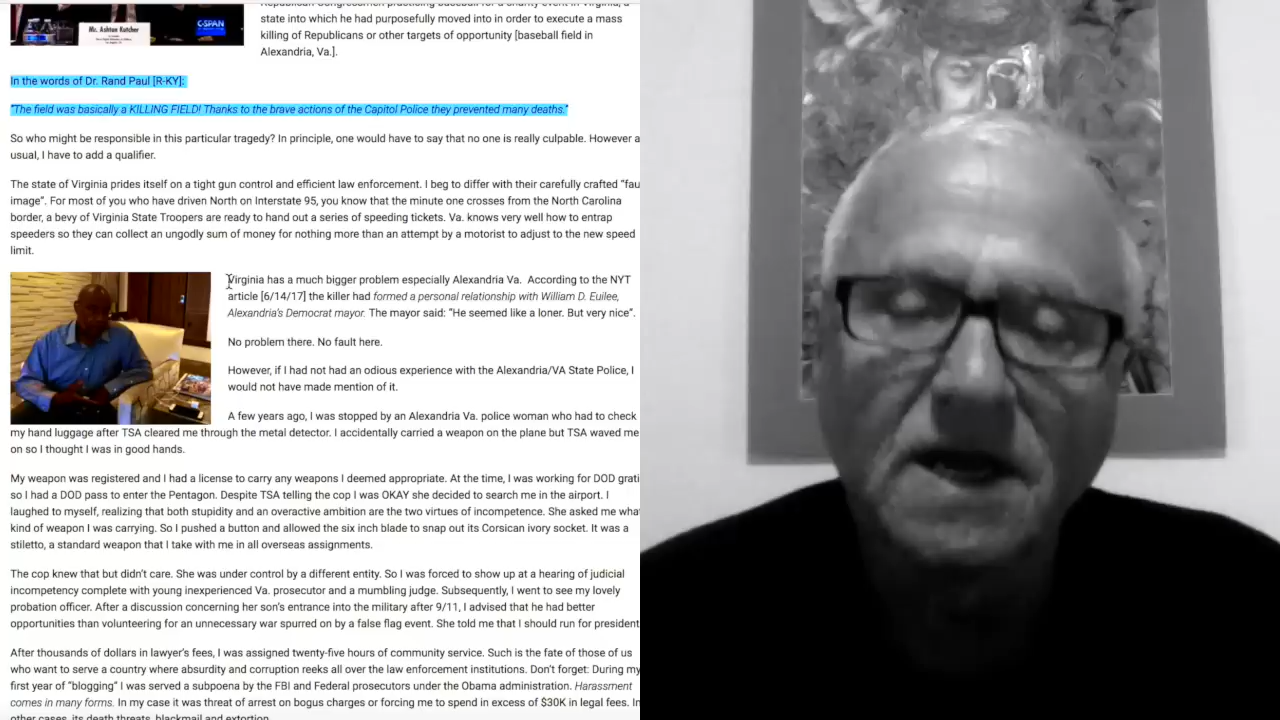 Mr. Ashton Kutcher
C-SPAN
Republican Congressmen practicing baseball for a charity event in Virginia, a
state into which he had purposefully moved into in order to execute a mass
killing of Republicans or other targets of opportunity [baseball field in
Alexandria, Va.].
In the words of Dr. Rand Paul [R-KY]:
"The field was basically a KILLING FIELD! Thanks to the brave actions of the Capitol Police they prevented many deaths."
So who might be responsible in this particular tragedy? In principle, one would have to say that no one is really culpable. However a
usual, I have to add a qualifier.
The state of Virginia prides itself on a tight gun control and efficient law enforcement. I beg to differ with their carefully crafted "fau
image". For most of you who have driven North on Interstate 95, you know that the minute one crosses from the North Carolina
border, a bevy of Virginia State Troopers are ready to hand out a series of speeding tickets. Va. knows very well how to entrap
speeders so they can collect an ungodly sum of money for nothing more than an attempt by a motorist to adjust to the new speed
limit.
Virginia has a much bigger problem especially Alexandria Va. According to the NYT
article [6/14/17] the killer had formed a personal relationship with William D. Euilee,
Alexandria's Democrat mayor. The mayor said: "He seemed like a loner. But very nice".
No problem there. No fault here.
However, if I had not had an odious experience with the Alexandria/VA State Police, I
would not have made mention of it.
A few years ago, I was stopped by an Alexandria Va. police woman who had to check
my hand luggage after TSA cleared me through the metal detector. I accidentally carried a weapon on the plane but TSA waved me
on so I thought I was in good hands.
My weapon was registered and I had a license to carry any weapons I deemed appropriate. At the time, I was working for DOD grati
so I had a DOD pass to enter the Pentagon. Despite TSA telling the cop I was OKAY she decided to search me in the airport. I
laughed to myself, realizing that both stupidity and an overactive ambition are the two virtues of incompetence. She asked me what
kind of weapon I was carrying. So I pushed a button and allowed the six inch blade to snap out its Corsican ivory socket. It was a
stiletto, a standard weapon that I take with me in all overseas assignments.
The cop knew that but didn't care. She was under control by a different entity. So I was forced to show up at a hearing of judicial
incompetency complete with young inexperienced Va. prosecutor and a mumbling judge. Subsequently, I went to see my lovely
probation officer. After a discussion concerning her son's entrance into the military after 9/11, I advised that he had better
opportunities than volunteering for an unnecessary war spurred on by a false flag event. She told me that I should run for president
After thousands of dollars in lawyer's fees, I was assigned twenty-five hours of community service. Such is the fate of those of us
who want to serve a country where absurdity and corruption reeks all over the law enforcement institutions. Don't forget: During my
first year of "blogging" I was served a subpoena by the FBI and Federal prosecutors under the Obama administration. Harassment
comes in many forms. In my case it was threat of arrest on bogus charges or forcing me to spend in excess of $30K in legal fees. In
other cases, its death threats, blackmail and extortion.